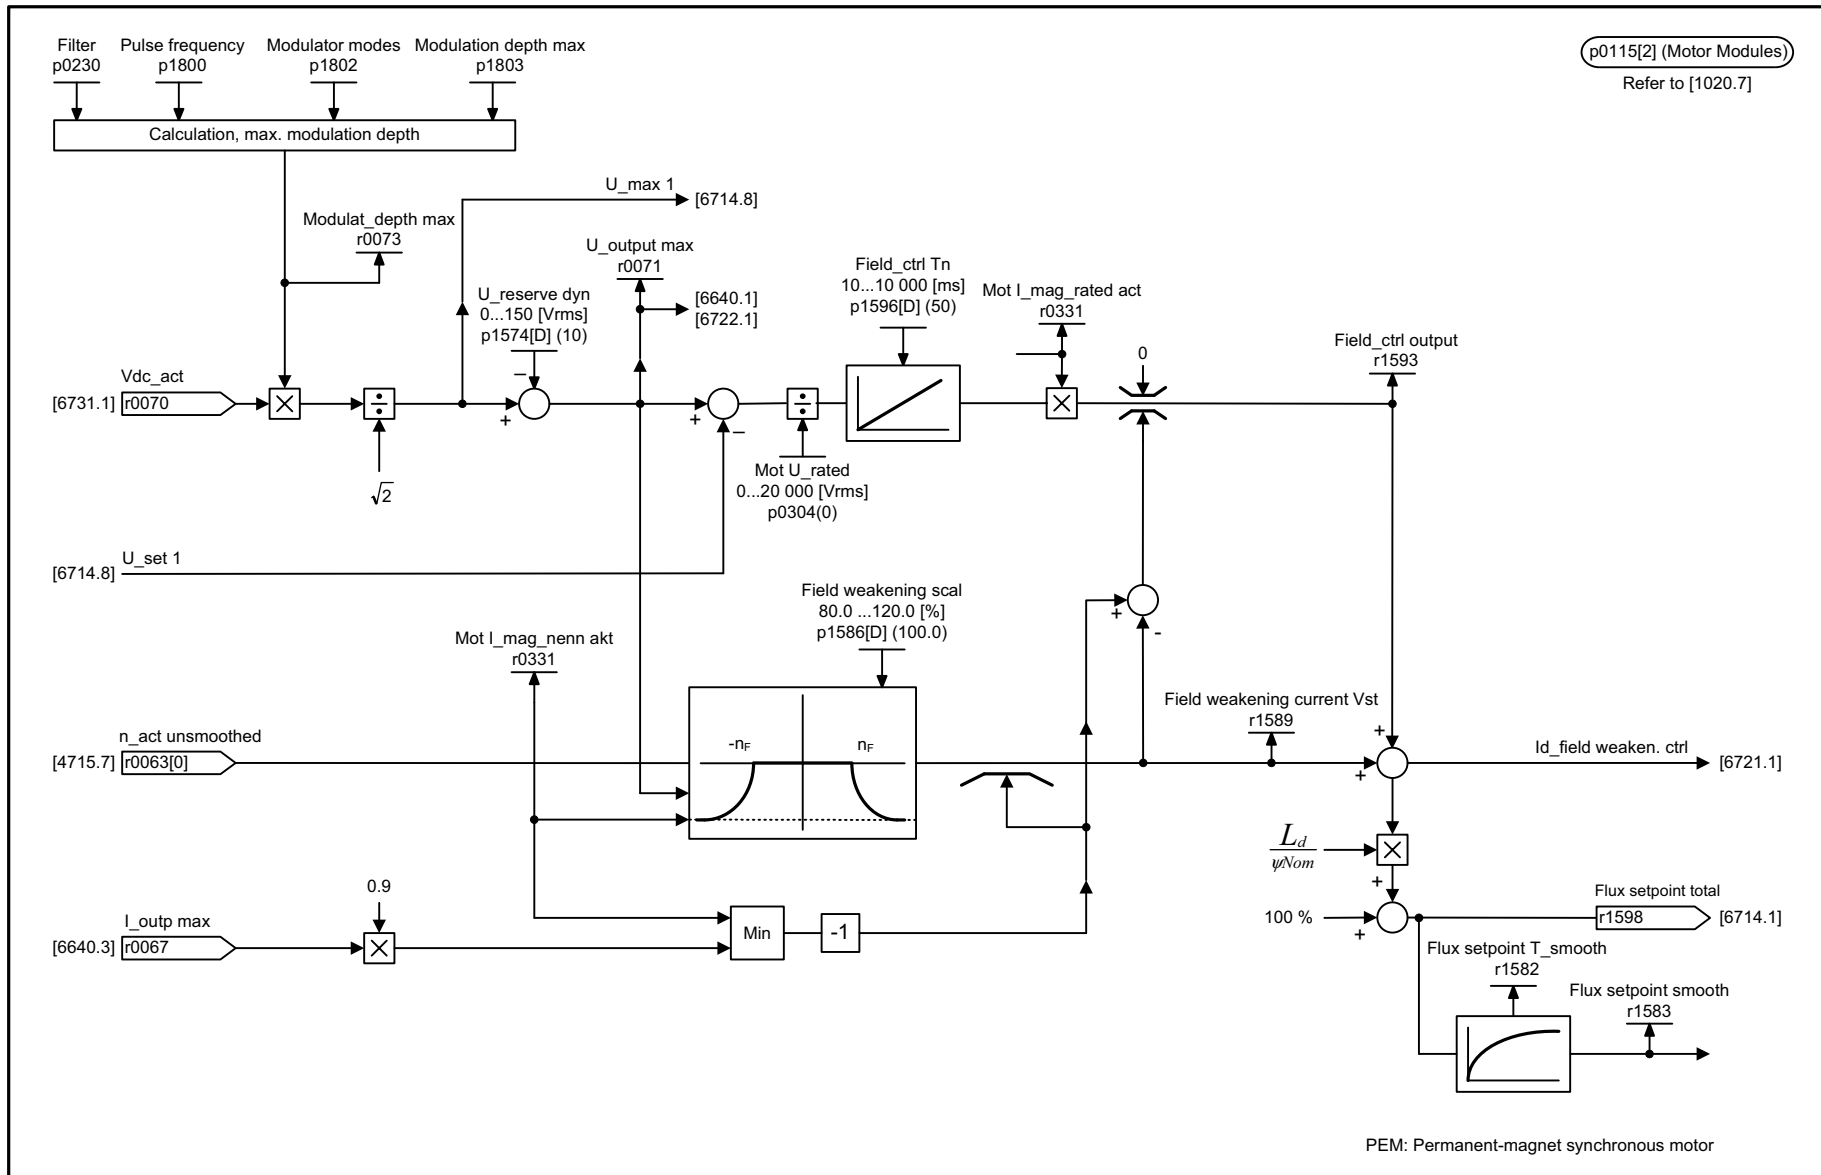 Filter
p0230
Pulse frequency
p1800
Modulator modes
p1802
Modulation depth max
p1803
p0115[2] (Motor Modules)
Refer to [1020.7]
Calculation, max. modulation depth
U_max 1
[6714.8]
Modulat_depth max
r0073
U_output max
r0071
[6640.1]
[6722.1]
U_reserve dyn
0...150 [Vrms]
p1574[D] (10)
Field_ctrl Tn
10...10 000 [ms]
p1596[D] (50)
Mot I_mag_rated act
r0331
0
Field_ctrl output
r1593
Vdc_act
[6731.1]
r0070
×
÷
–
+
+
–
÷
×
√2
Mot U_rated
0...20 000 [Vrms]
p0304(0)
U_set 1
[6714.8]
Field weakening scal
80.0 ...120.0 [%]
p1586[D] (100.0)
+
-
Mot I_mag_nenn akt
r0331
n_act unsmoothed
[4715.7]
r0063[0]
-nF
nF
Field weakening current Vst
r1589
+
+
Id_field weaken. ctrl
[6721.1]
Ld
ψNom
×
+
100 %
+
Flux setpoint total
r1598
[6714.1]
0.9
I_outp max
[6640.3]
r0067
×
Min
-1
Flux setpoint T_smooth
r1582
Flux setpoint smooth
r1583
PEM: Permanent-magnet synchronous motor